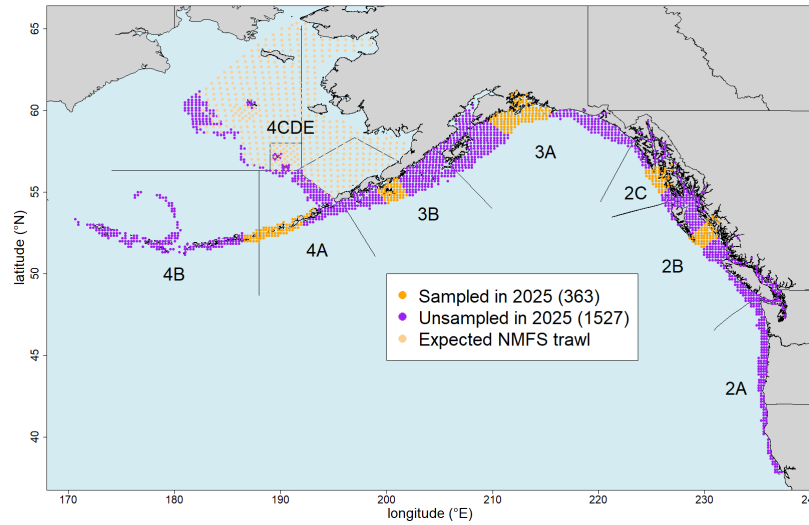 65
60
55
50
45
40
latitude (°N)
4CDE
3A
2C
3B
4A
4B
2B
2A
Sampled in 2025 (363)
Unsampled in 2025 (1527)
Expected NMFS trawl
170
180
190
200
210
220
230
24
longitude (°E)